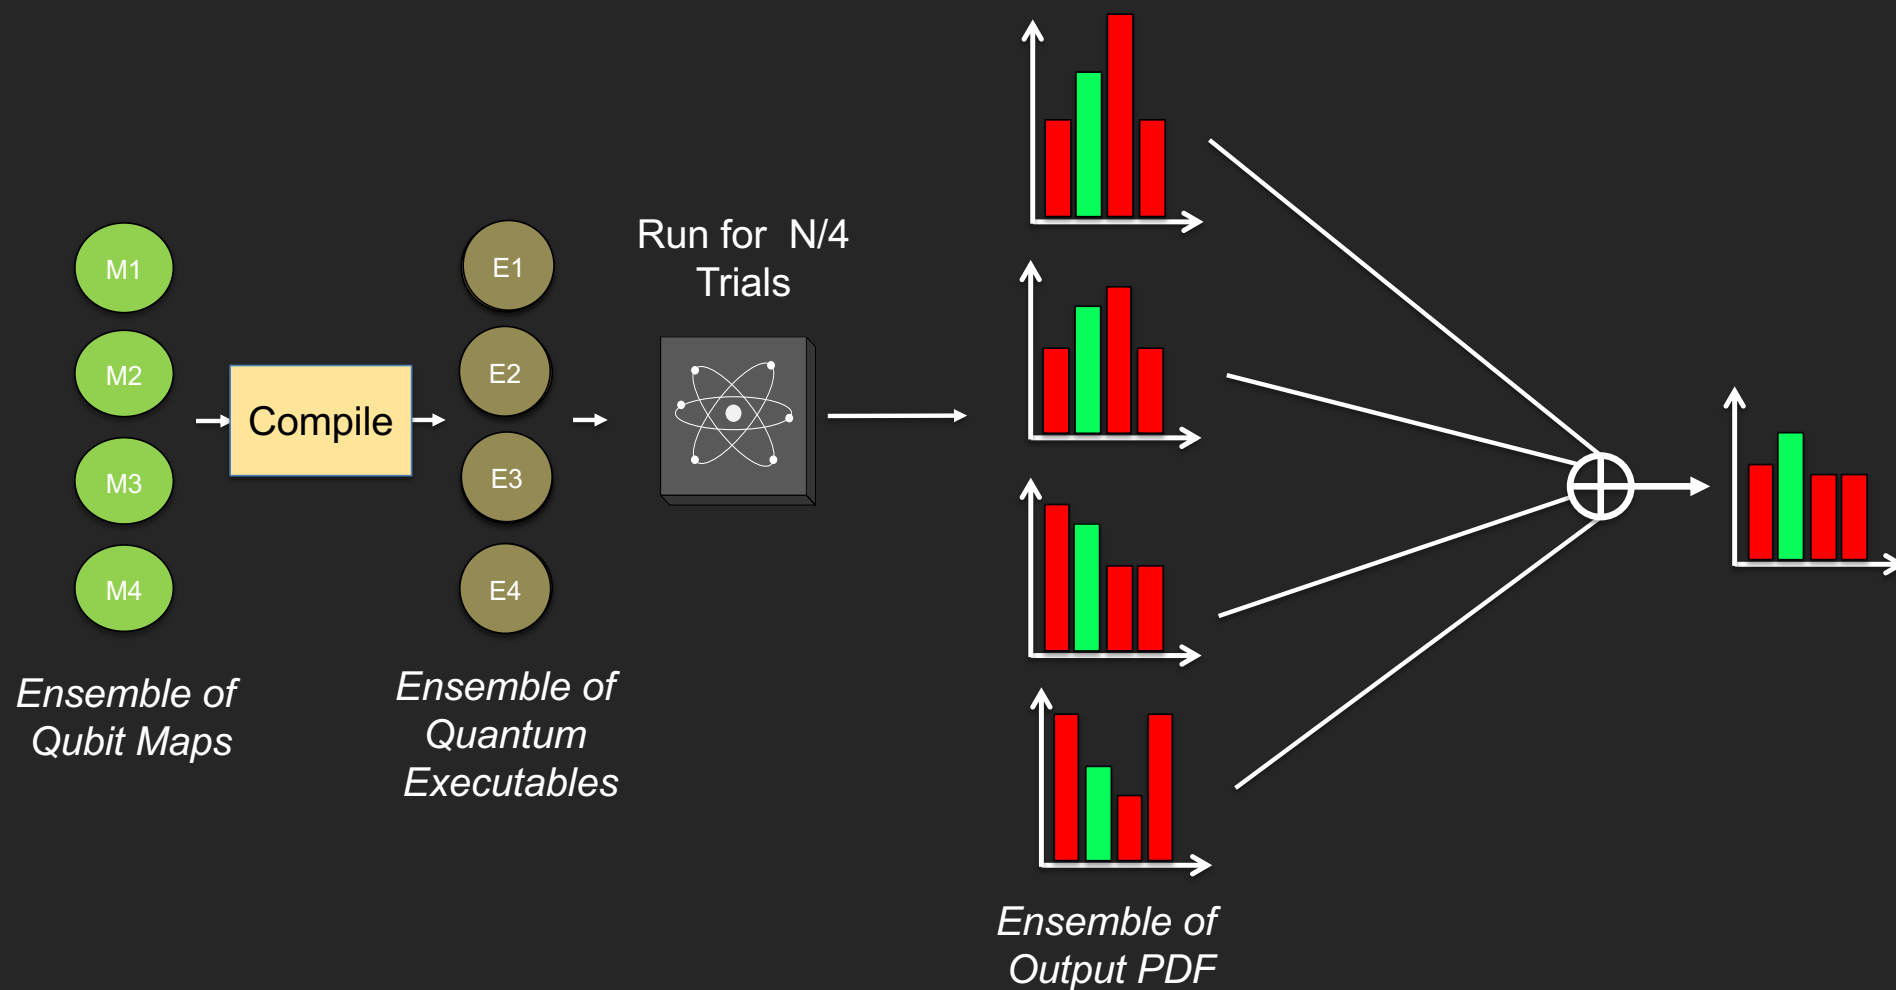 M1
M2
M3
M4
Ensemble of
Qubit Maps
Compile
E1
E2
E3
E4
Ensemble of
Quantum
Executables
Run for  N/4
Trials
Ensemble of
Output PDF